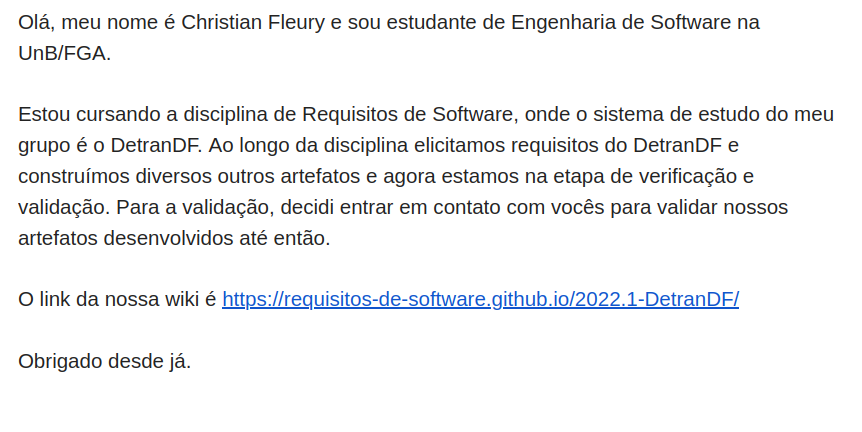 Olá, meu nome é Christian Fleury e sou estudante de Engenharia de Software na
UnB/FGA.
Estou cursando a disciplina de Requisitos de Software, onde o sistema de estudo do meu
grupo é o DetranDF. Ao longo da disciplina elicitamos requisitos do DetranDF e
construímos diversos outros artefatos e agora estamos na etapa de verificação e
validação. Para a validação, decidi entrar em contato com vocês para validar nossos
artefatos desenvolvidos até então.
O link da nossa wiki é https://requisitos-de-software.github.io/2022.1-DetranDF/
Obrigado desde já.